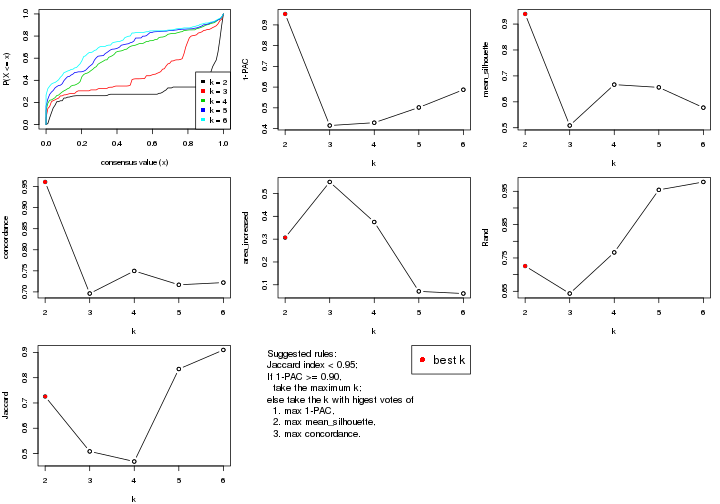 P(X <= x)
0.0 0.2 0.4 0.6 0.8 1.0
k = 2
k = 3
k = 4
k = 5
k = 6
0.0 0.2 0.4 0.6 0.8 1.0
consensus value (x)
1-PAC
0.4 0.5 0.6 0.7 0.8 0.9
2 3 4 5 6
k
mean_silhouette
0.5 0.6 0.7 0.8 0.9
2 3 4 5 6
k
concordance
0.70 0.75 0.80 0.85 0.90 0.95
2 3 4 5 6
k
area_increased
0.1 0.2 0.3 0.4 0.5
2 3 4 5 6
k
Rand
0.65 0.75 0.85 0.95
2 3 4 5 6
k
Jaccard
0.5 0.6 0.7 0.8 0.9
2 3 4 5 6
k
Suggested rules:
Jaccard index < 0.95;
If 1-PAC >= 0.90,
take the maximum k;
else take the k with higest votes of
1. max 1-PAC,
2. max mean_silhouette,
3. max concordance.
best k